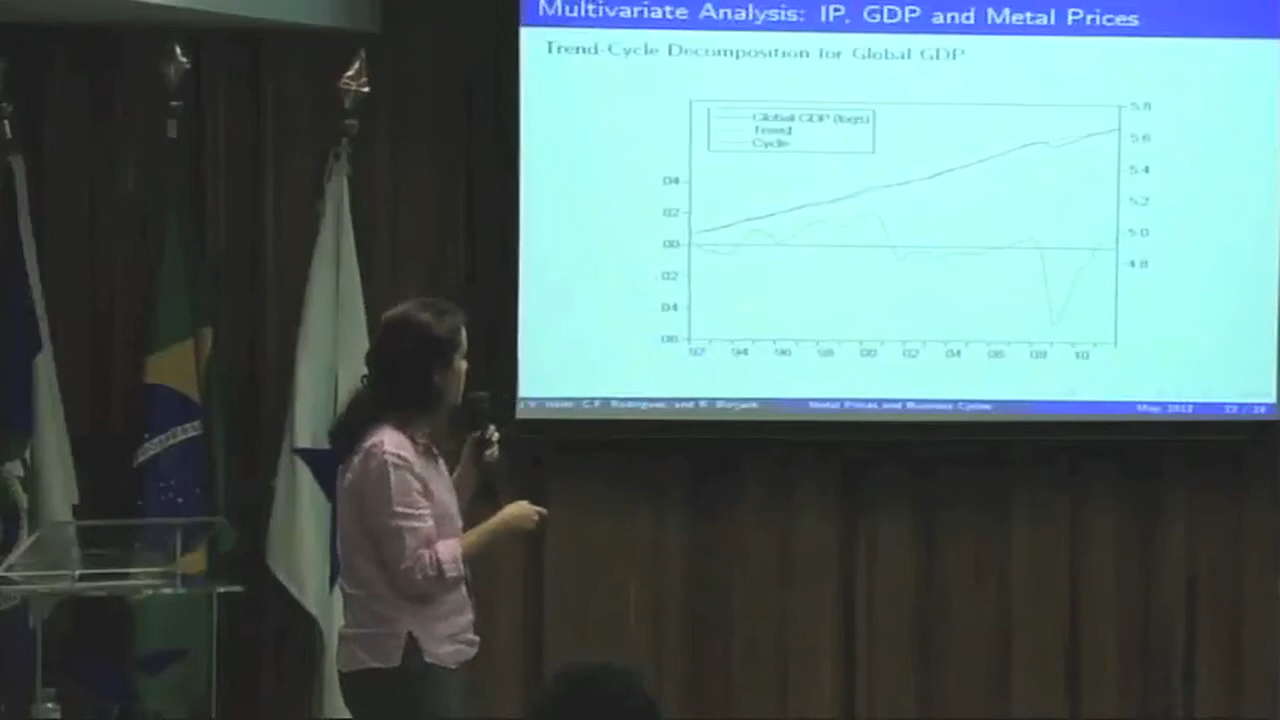 Multivariate Analysis: IP, GDP and Metal Prices
Trend-Cycle Decomposition for Global GDP
Global GDP (logs)
Trend
Cycle
5.8
5.6
5.4
5.2
5.0
4.8
.04
.02
.00
.02
.04
.06
92 94 96 98 00 02 04 06 08 10
C.F. Rodrigues and R.
Metal Prices and Business Cycles
May, 2013